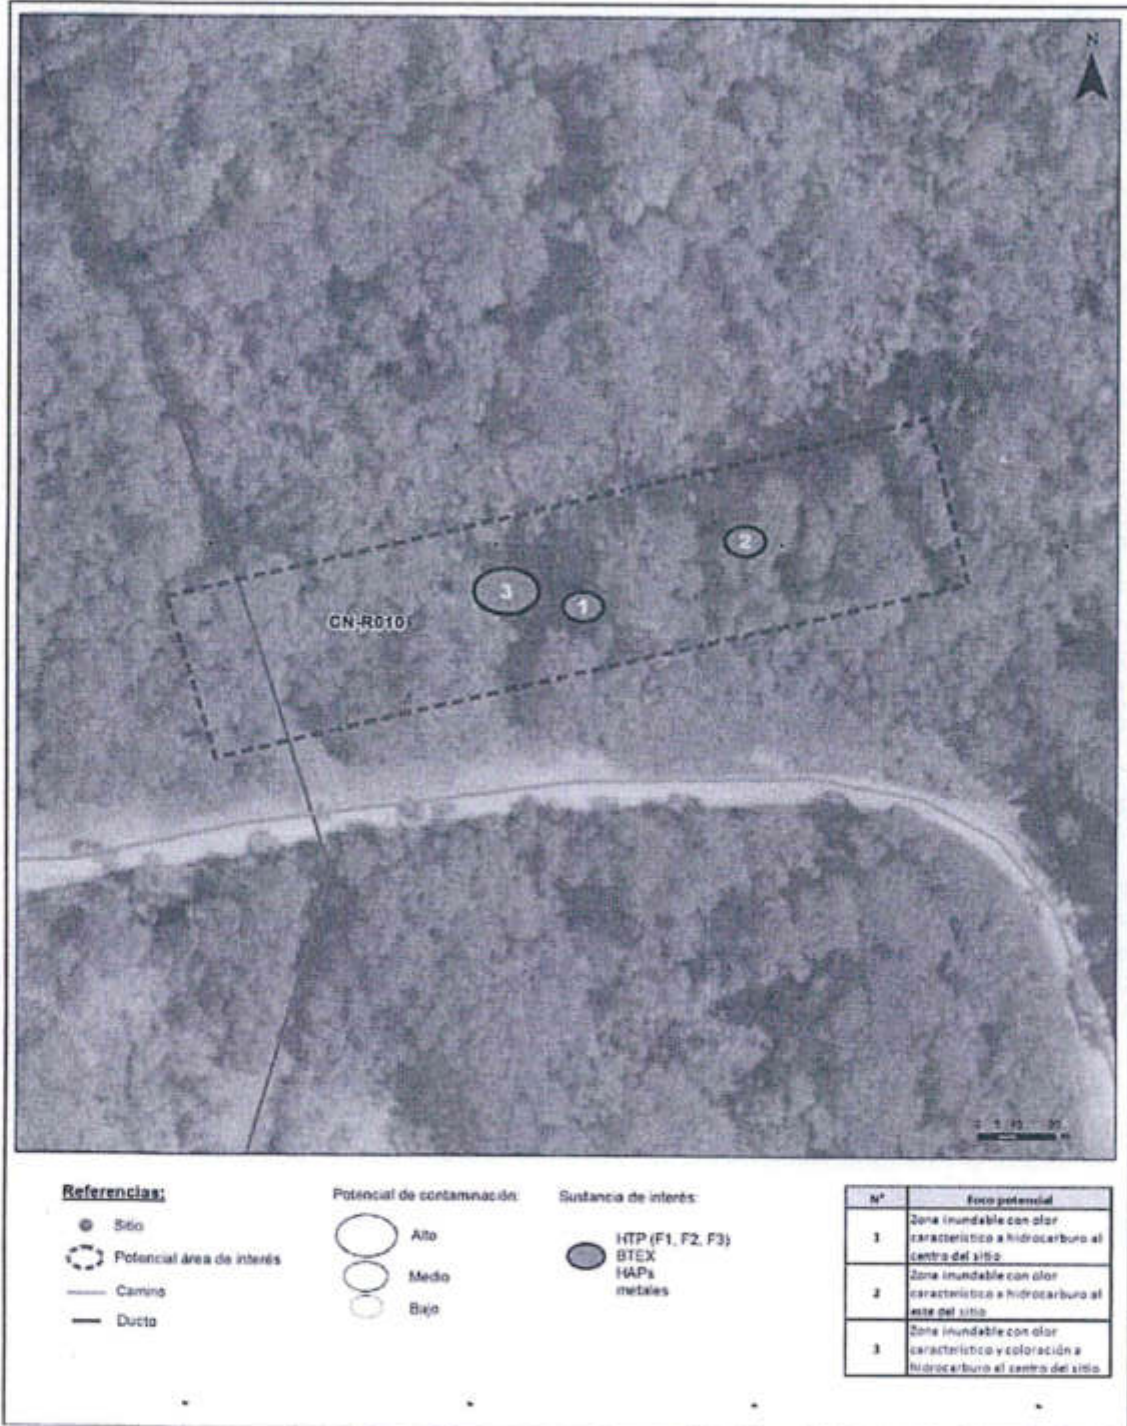 N
2
3
1
CN-R010
Referencias:
Sitio
Potencial área de interés
Camino
Ducto
Potencial de contaminación:
Alto
Medio
Bajo
Sustancia de interés:
HTP (F1, F2, F3)
BTEX
HAPs
metales
N° Foco potencial
1
Zona inundable con olor
característico a hidrocarburo al
centro del sitio
2
Zona inundable con olor
característico a hidrocarburo al
este del sitio
3
Zona inundable con olor
característico y coloración a
hidrocarburo al centro del sitio